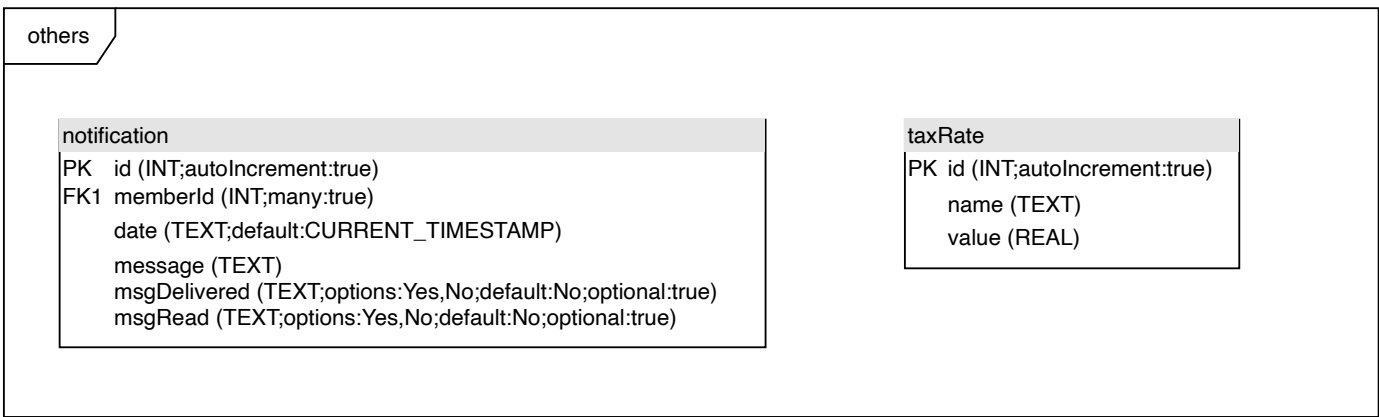 others
notification
PK id (INT;autoIncrement:true)
FK1 memberId (INT;many:true)
date (TEXT;default:CURRENT_TIMESTAMP)
message (TEXT)
msgDelivered (TEXT;options:Yes,No;default:No;optional:true)
msgRead (TEXT;options:Yes,No;default:No;optional:true)
taxRate
PK id (INT;autoIncrement:true)
name (TEXT)
value (REAL)